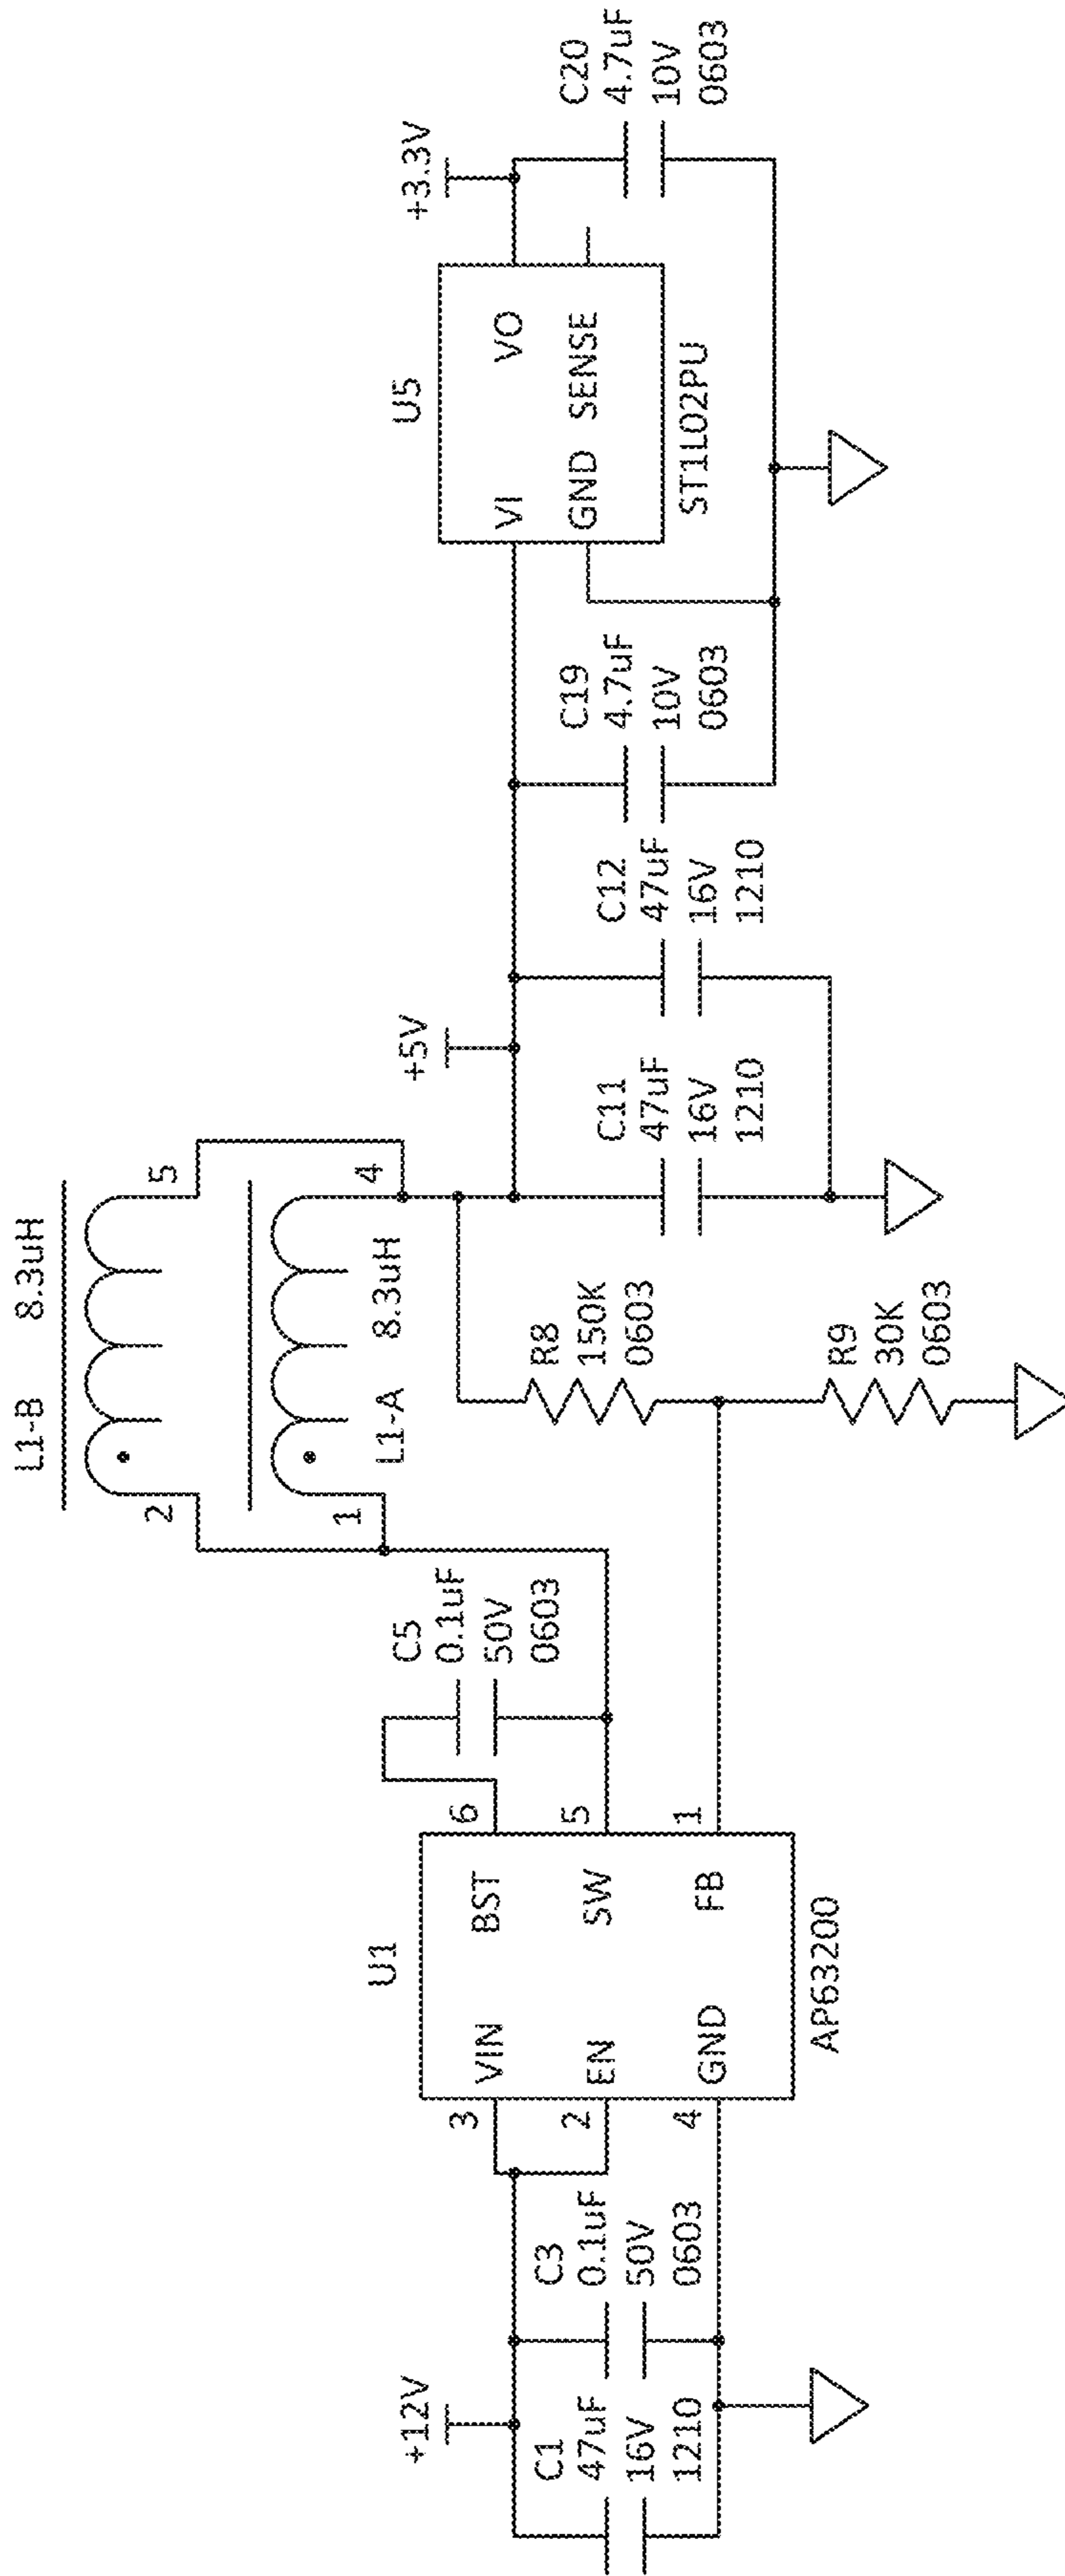 L1-B 8.3uH
2
5
L1-A 8.3uH
1
4
+12V
C1
47uF
16V
1210
C3
0.1uF
50V
0603
U1
3 VIN BST 6
2 EN SW 5
4 GND FB 1
AP63200
C5
0.1uF
50V
0603
R8
150K
0603
R9
30K
0603
+5V
C11
47uF
16V
1210
C12
47uF
16V
1210
C19
4.7uF
10V
0603
U5
VI VO
GND SENSE
ST1L02PU
+3.3V
C20
4.7uF
10V
0603